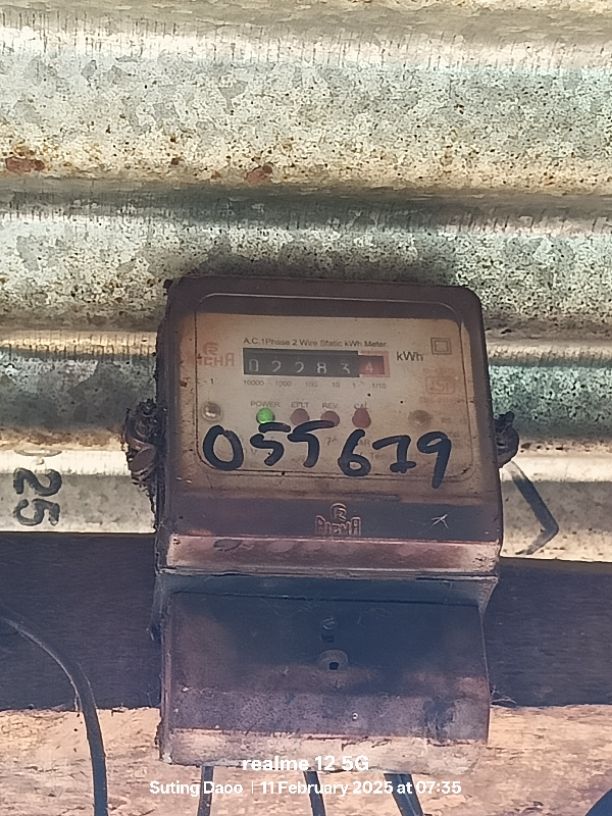 A.C.1Phase 2 Wire Static kWh Meter
02283 4 kWh
10000 1000 100 10 1 1/10
POWER EFLT REV CAL
055679
25
realme 12 5G
Suting Daoo | 11 February 2025 at 07:35